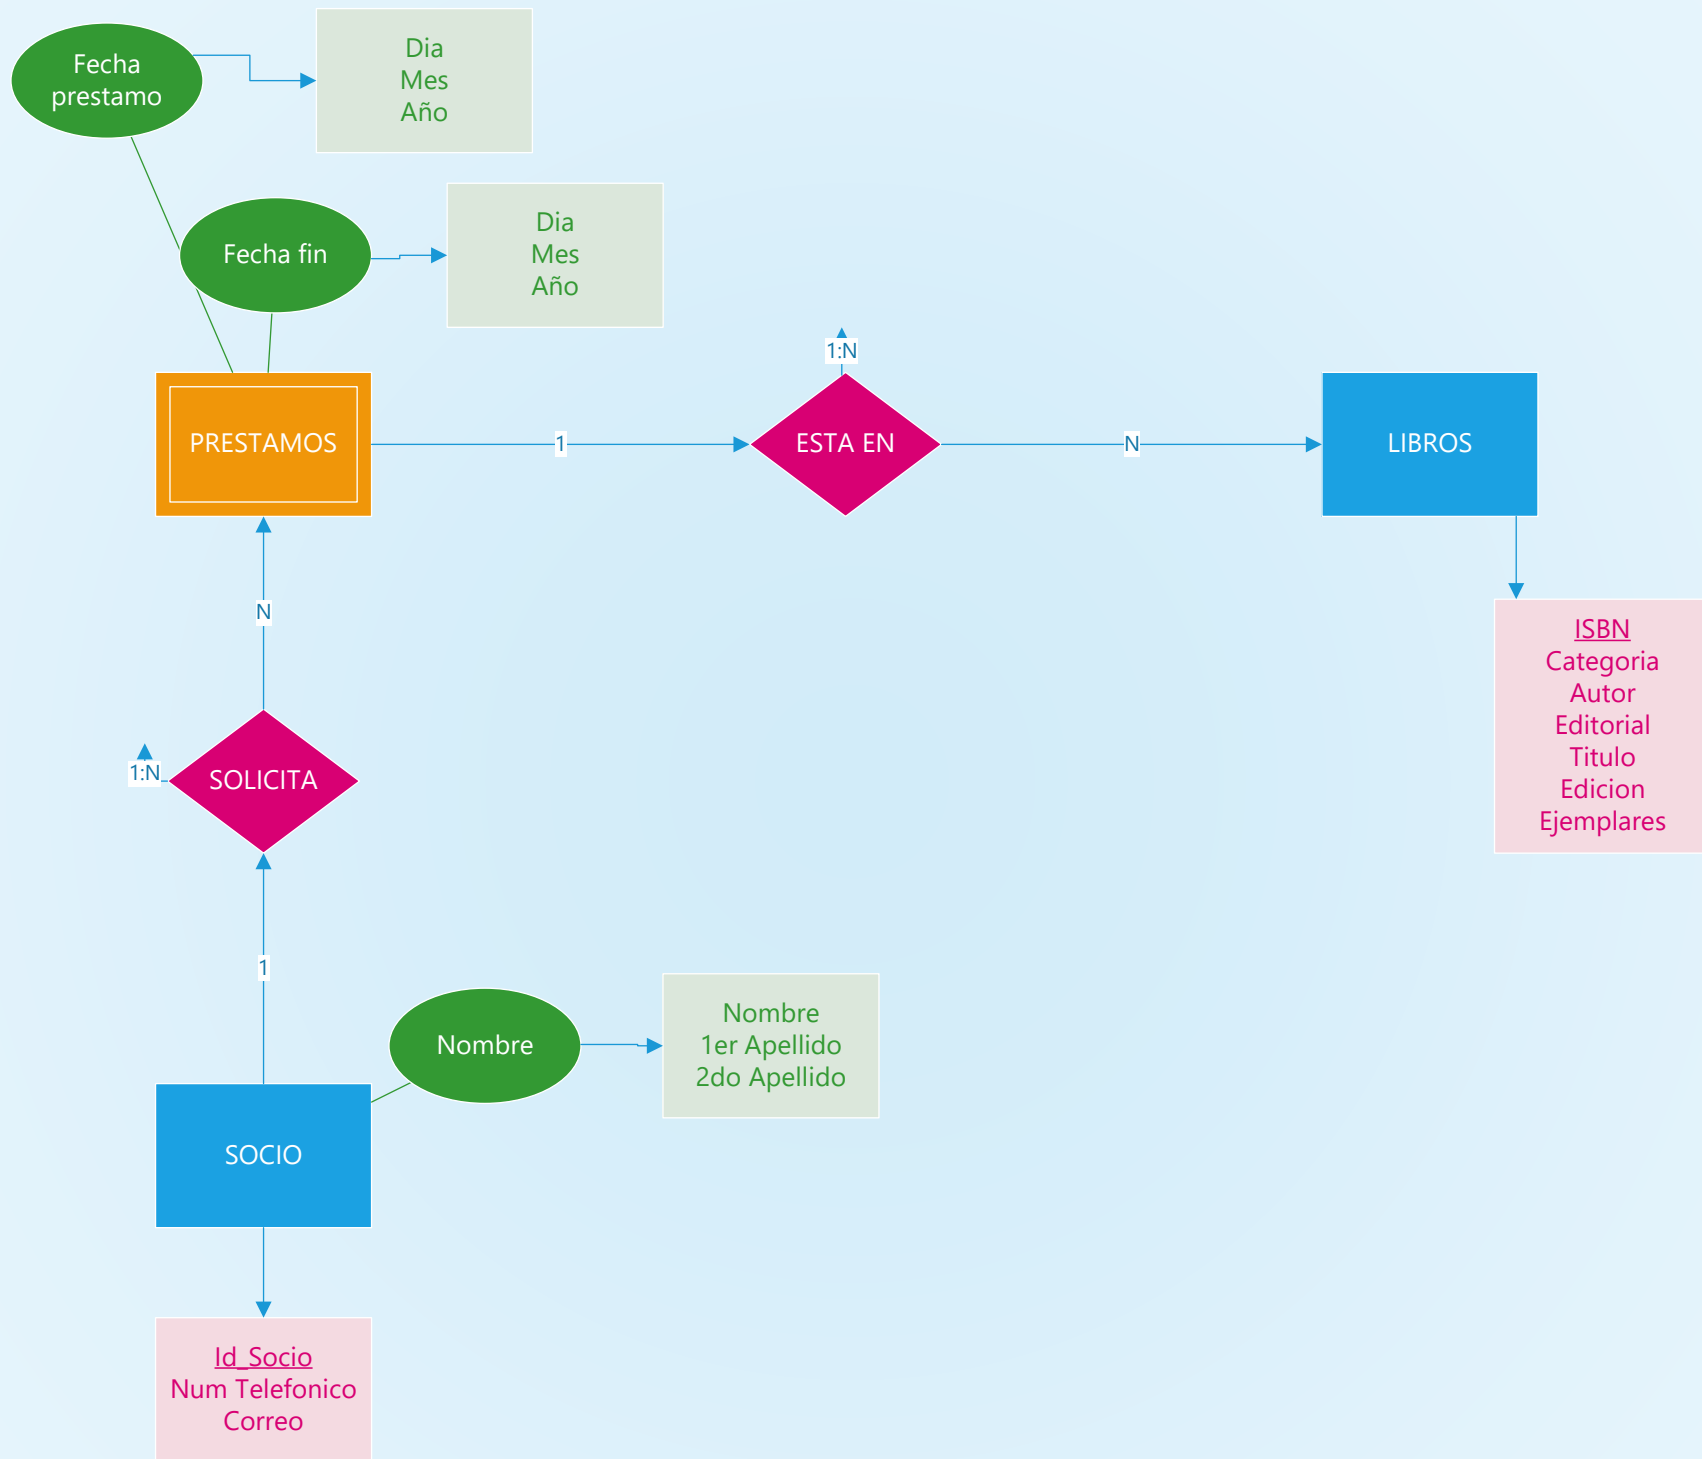 Fecha
prestamo
Dia
Mes
Año
Fecha fin
Dia
Mes
Año
1:N
PRESTAMOS
1
ESTA EN
N
LIBROS
N
ISBN
Categoria
Autor
Editorial
Titulo
Edicion
Ejemplares
1:N
SOLICITA
1
Nombre
Nombre
1er Apellido
2do Apellido
SOCIO
Id_Socio
Num Telefonico
Correo